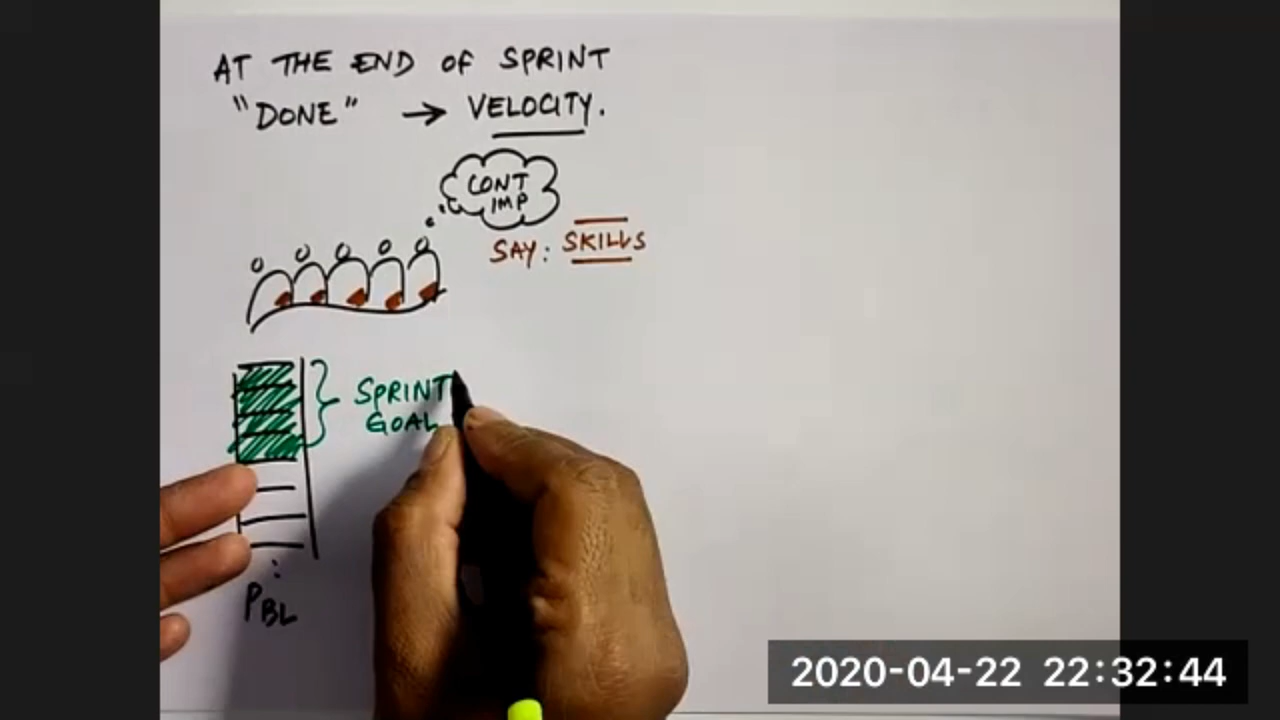 AT THE END OF SPRINT
"DONE" → VELOCITY.
CONT
IMP
SAY: SKILLS
SPRINT
GOAL
PBL
2020-04-22 22:32:44